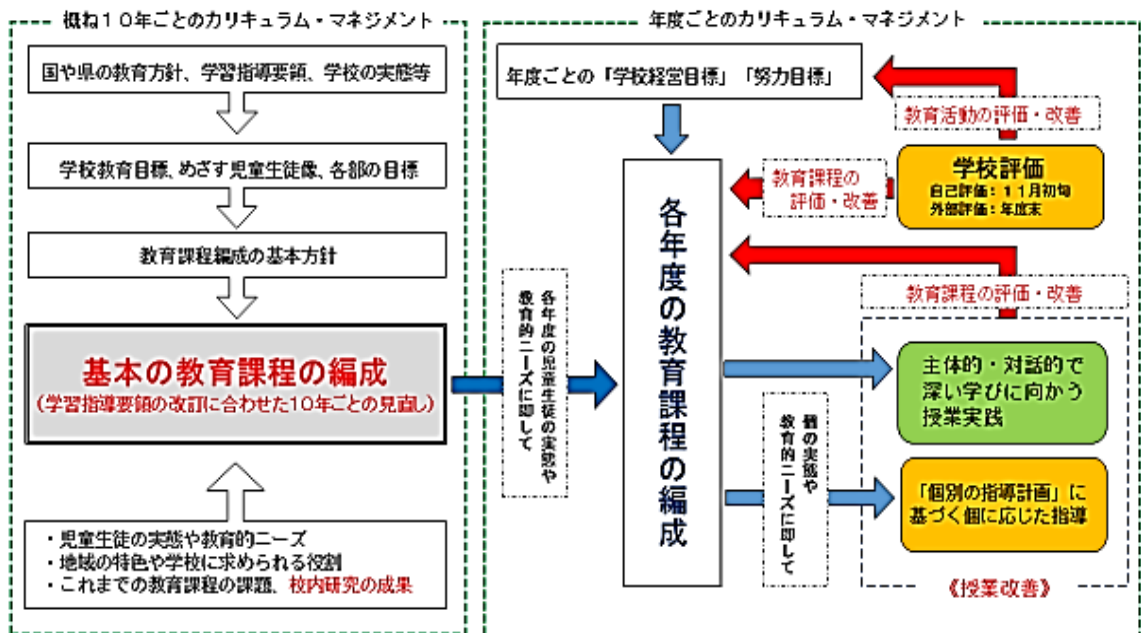 概ね１０年ごとのカリキュラム・マネジメント
国や県の教育方針、学習指導要領、学校の実態等
学校教育目標、めざす児童生徒像、各部の目標
教育課程編成の基本方針
基本の教育課程の編成
（学習指導要領の改訂に合わせた10年ごとの見直し）
・児童生徒の実態や教育的ニーズ
・地域の特色や学校に求められる役割
・これまでの教育課程の課題、校内研究の成果
各年度の児童生徒の実態や
教育的ニーズに即して
年度ごとのカリキュラム・マネジメント
年度ごとの「学校経営目標」「努力目標」
各年度の教育課程の編成
教育活動の評価・改善
学校評価
自己評価：１１月初旬
外部評価：年度末
教育課程の
評価・改善
教育課程の評価・改善
主体的・対話的で
深い学びに向かう
授業実践
個の実態や
教育的ニーズに即して
「個別の指導計画」に
基づく個に応じた指導
《授業改善》